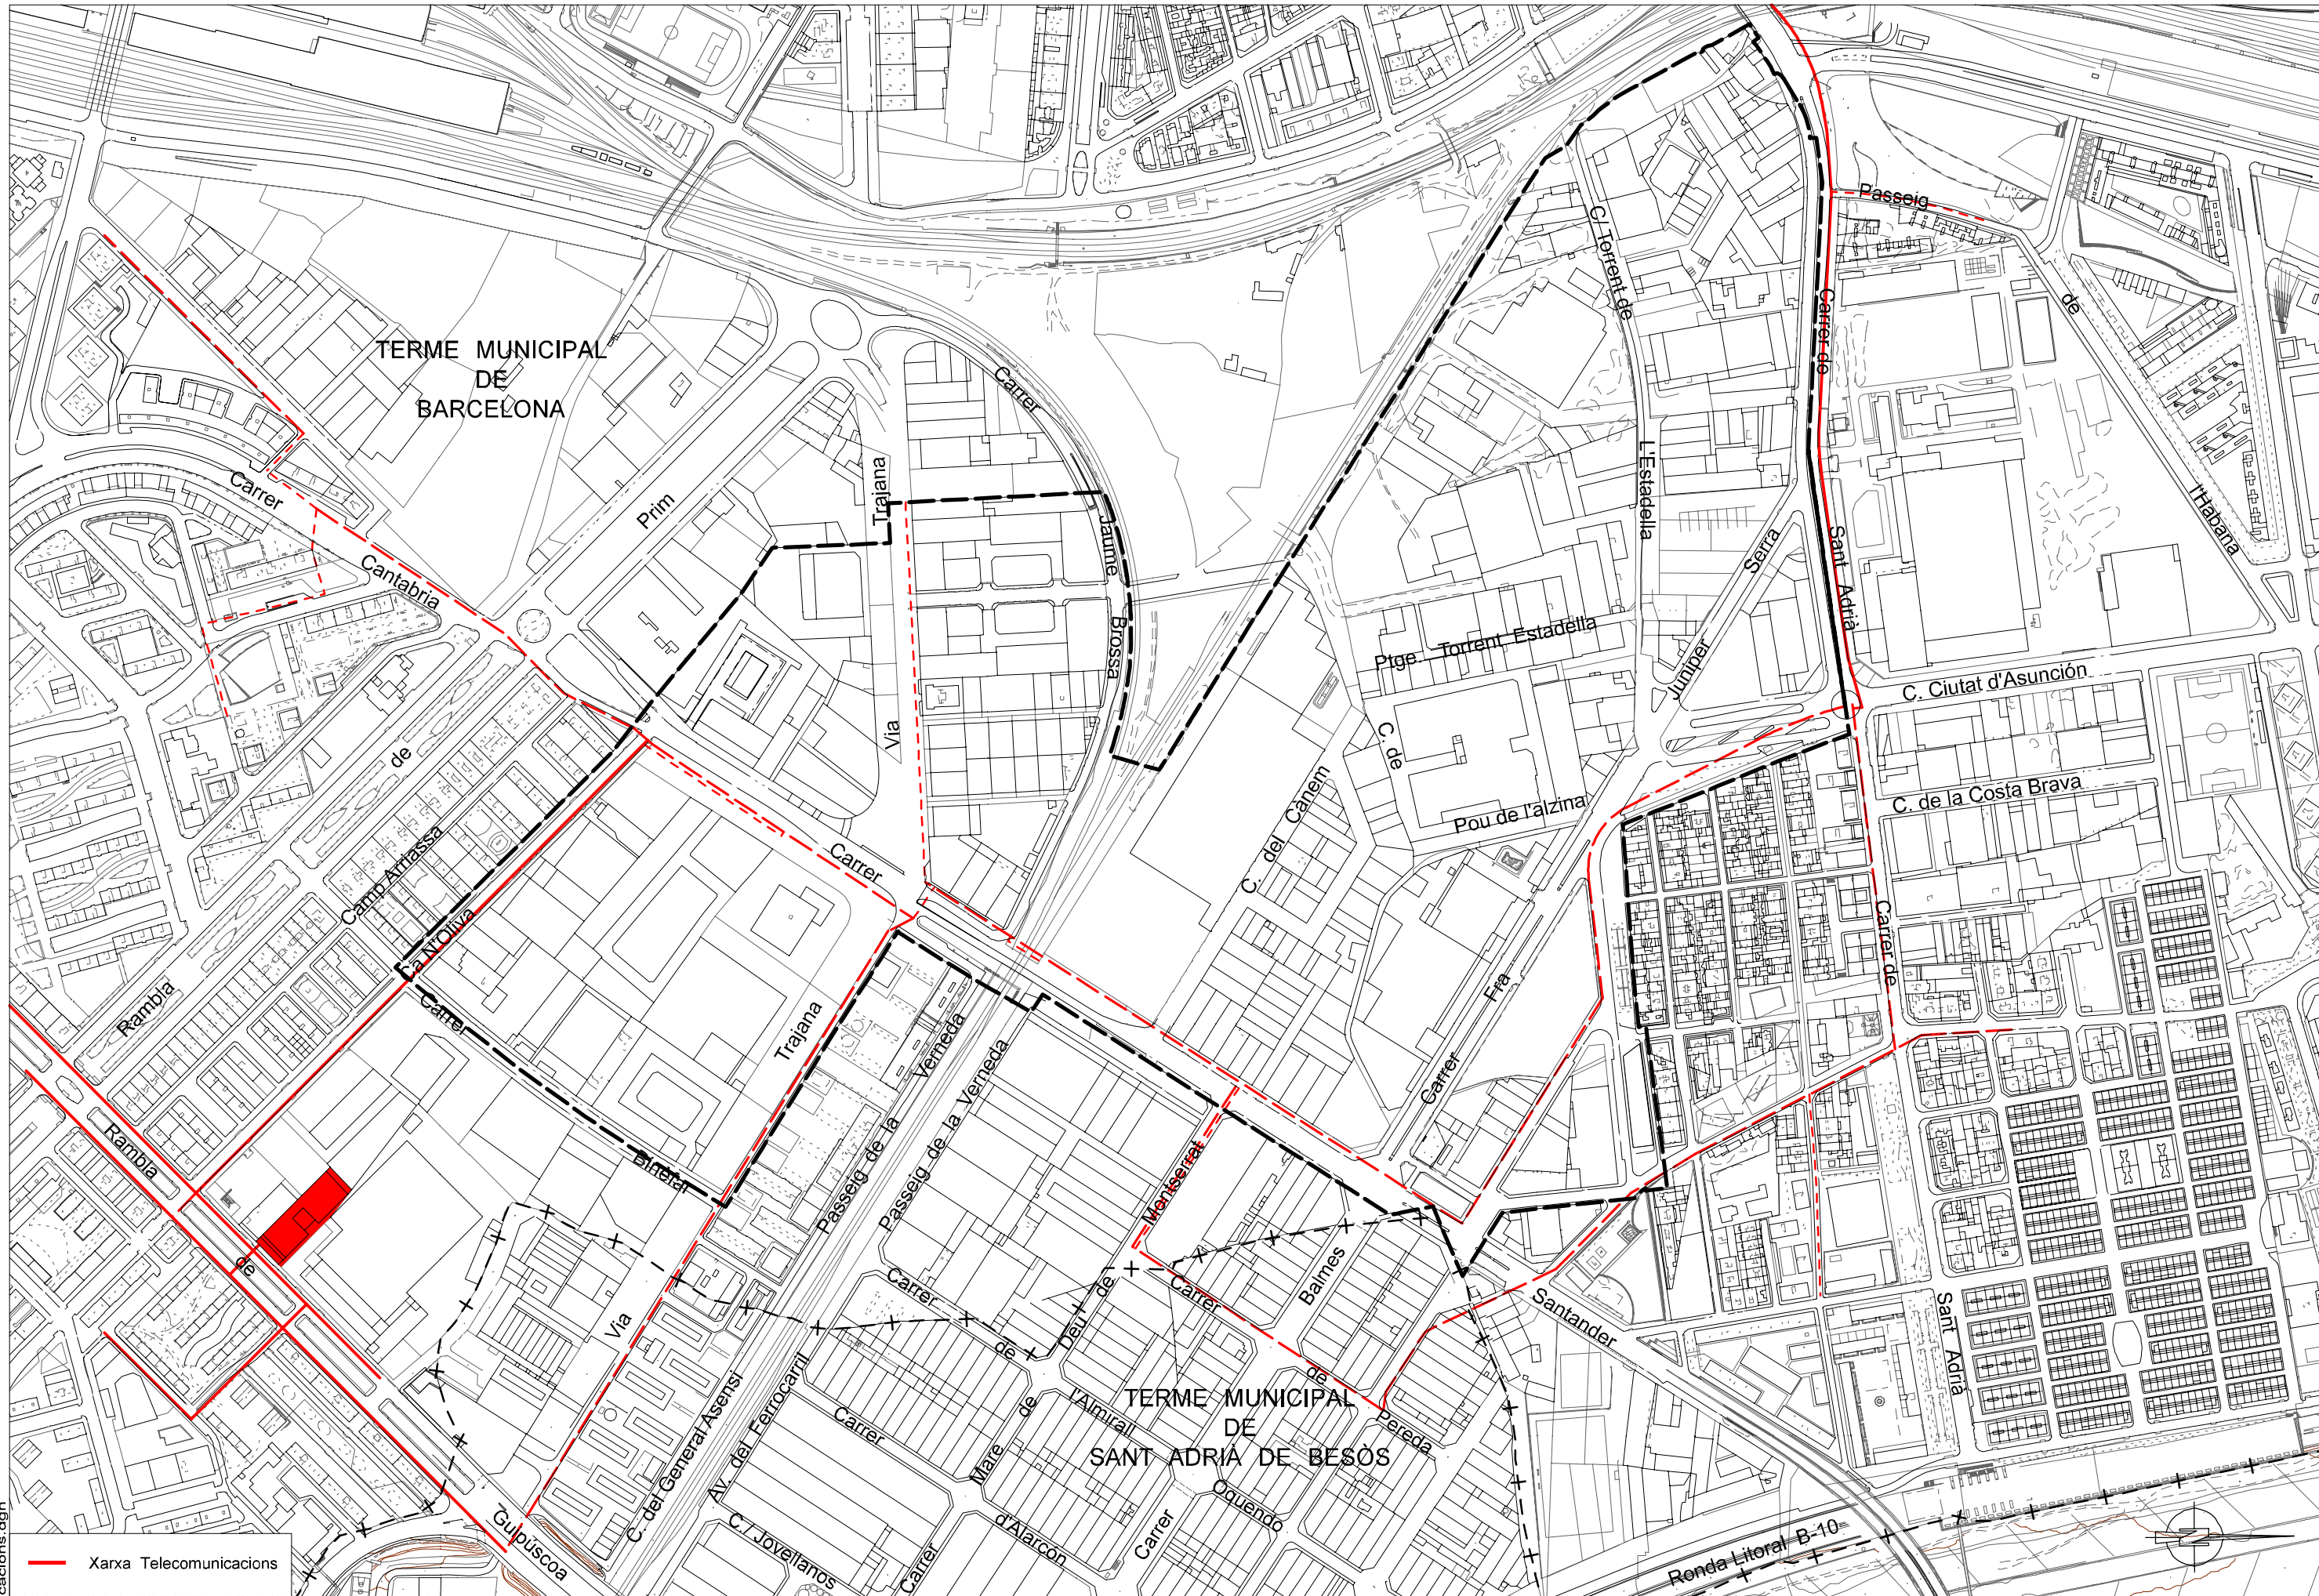 TERME MUNICIPAL
DE
BARCELONA
Carrer
Cantabria
Prim
de
Rambla
Camp Arriassa
Ca N'Oliva
Carrer
Binéfar
Trajana
Via
Carrer
Jaume
Brossa
Carrer
C/ Torrent de
L'Estadella
Ptge. Torrent Estadella
Juniper
Serra
C. de
Pou de l'alzina
C. del Canem
Carrer
Fra
Passeig
de
l'Habana
Carrer de
Sant Adrià
C. Ciutat d'Asunción
C. de la Costa Brava
Carrer de
Sant Adrià
Trajana
Via
Passeig de la Verneda
Passeig de la Verneda
Montserrat
Deu de
Mare de
Carrer
Balmes
Carrer
de
Pereda
Santander
Carrer
de
l'Almirall
Oquendo
Carrer
d'Alarcón
Carrer
C./ Jovellanos
Av. del Ferrocarril
C. del General Asensi
Rambla
de
Guipúscoa
TERME MUNICIPAL
DE
SANT ADRIÀ DE BESÒS
Ronda Litoral B-10
Xarxa Telecomunicacions